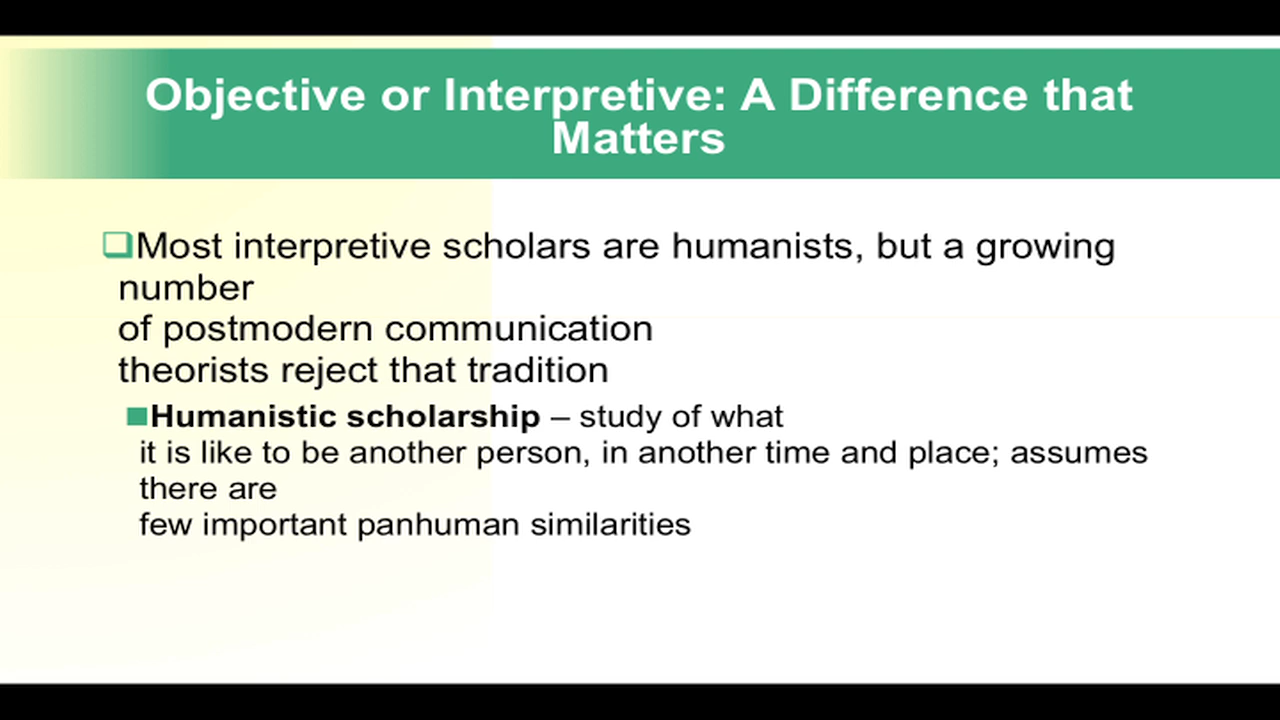 Objective or Interpretive: A Difference that
Matters
Most interpretive scholars are humanists, but a growing
number
of postmodern communication
theorists reject that tradition
Humanistic scholarship – study of what
it is like to be another person, in another time and place; assumes
there are
few important panhuman similarities